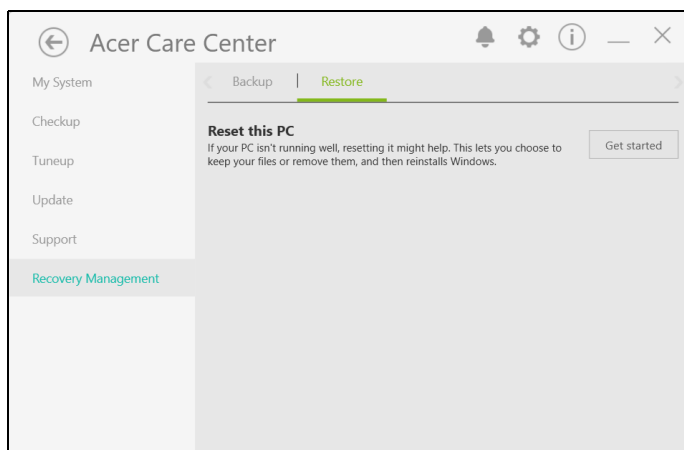 Acer Care Center
My System
Backup
Restore
Checkup
Reset this PC
If your PC isn't running well, resetting it might help. This lets you choose to
keep your files or remove them, and then reinstalls Windows.
Get started
Tuneup
Update
Support
Recovery Management